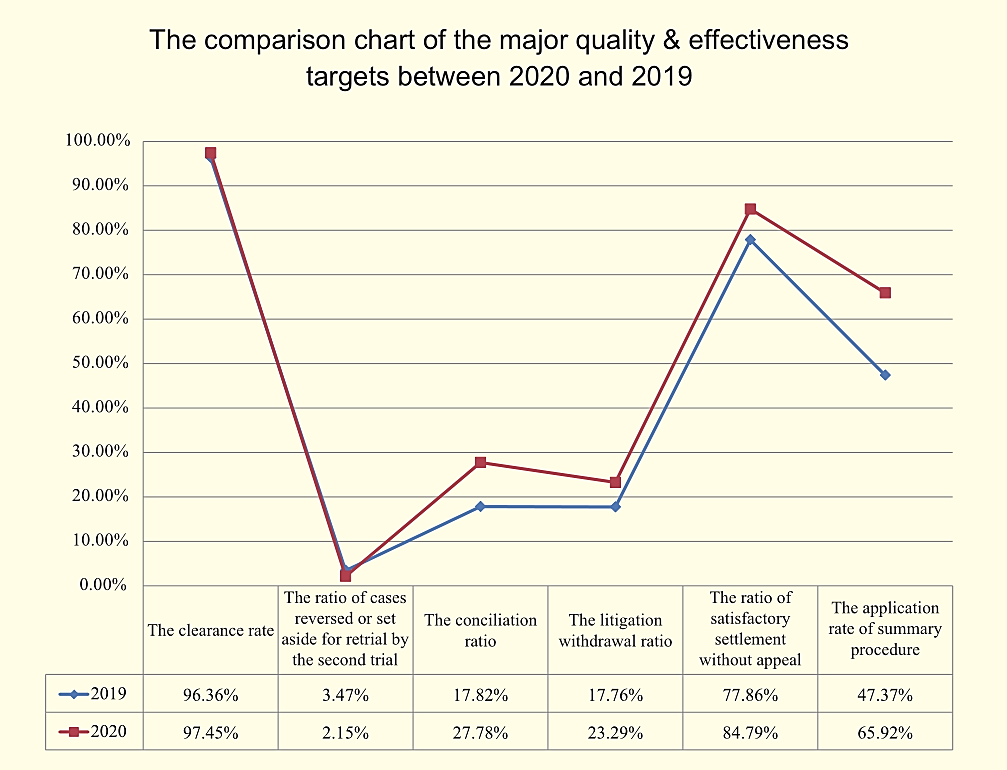 The comparison chart of the major quality & effectiveness
targets between 2020 and 2019
100.00%
90.00%
80.00%
70.00%
60.00%
50.00%
40.00%
30.00%
20.00%
10.00%
0.00%
The clearance rate
The ratio of cases
reversed or set
aside for retrial by
the second trial
The conciliation
ratio
The litigation
withdrawal ratio
The ratio of
satisfactory
settlement
without appeal
The application
rate of summary
procedure
2019 96.36% 3.47% 17.82% 17.76% 77.86% 47.37%
2020 97.45% 2.15% 27.78% 23.29% 84.79% 65.92%